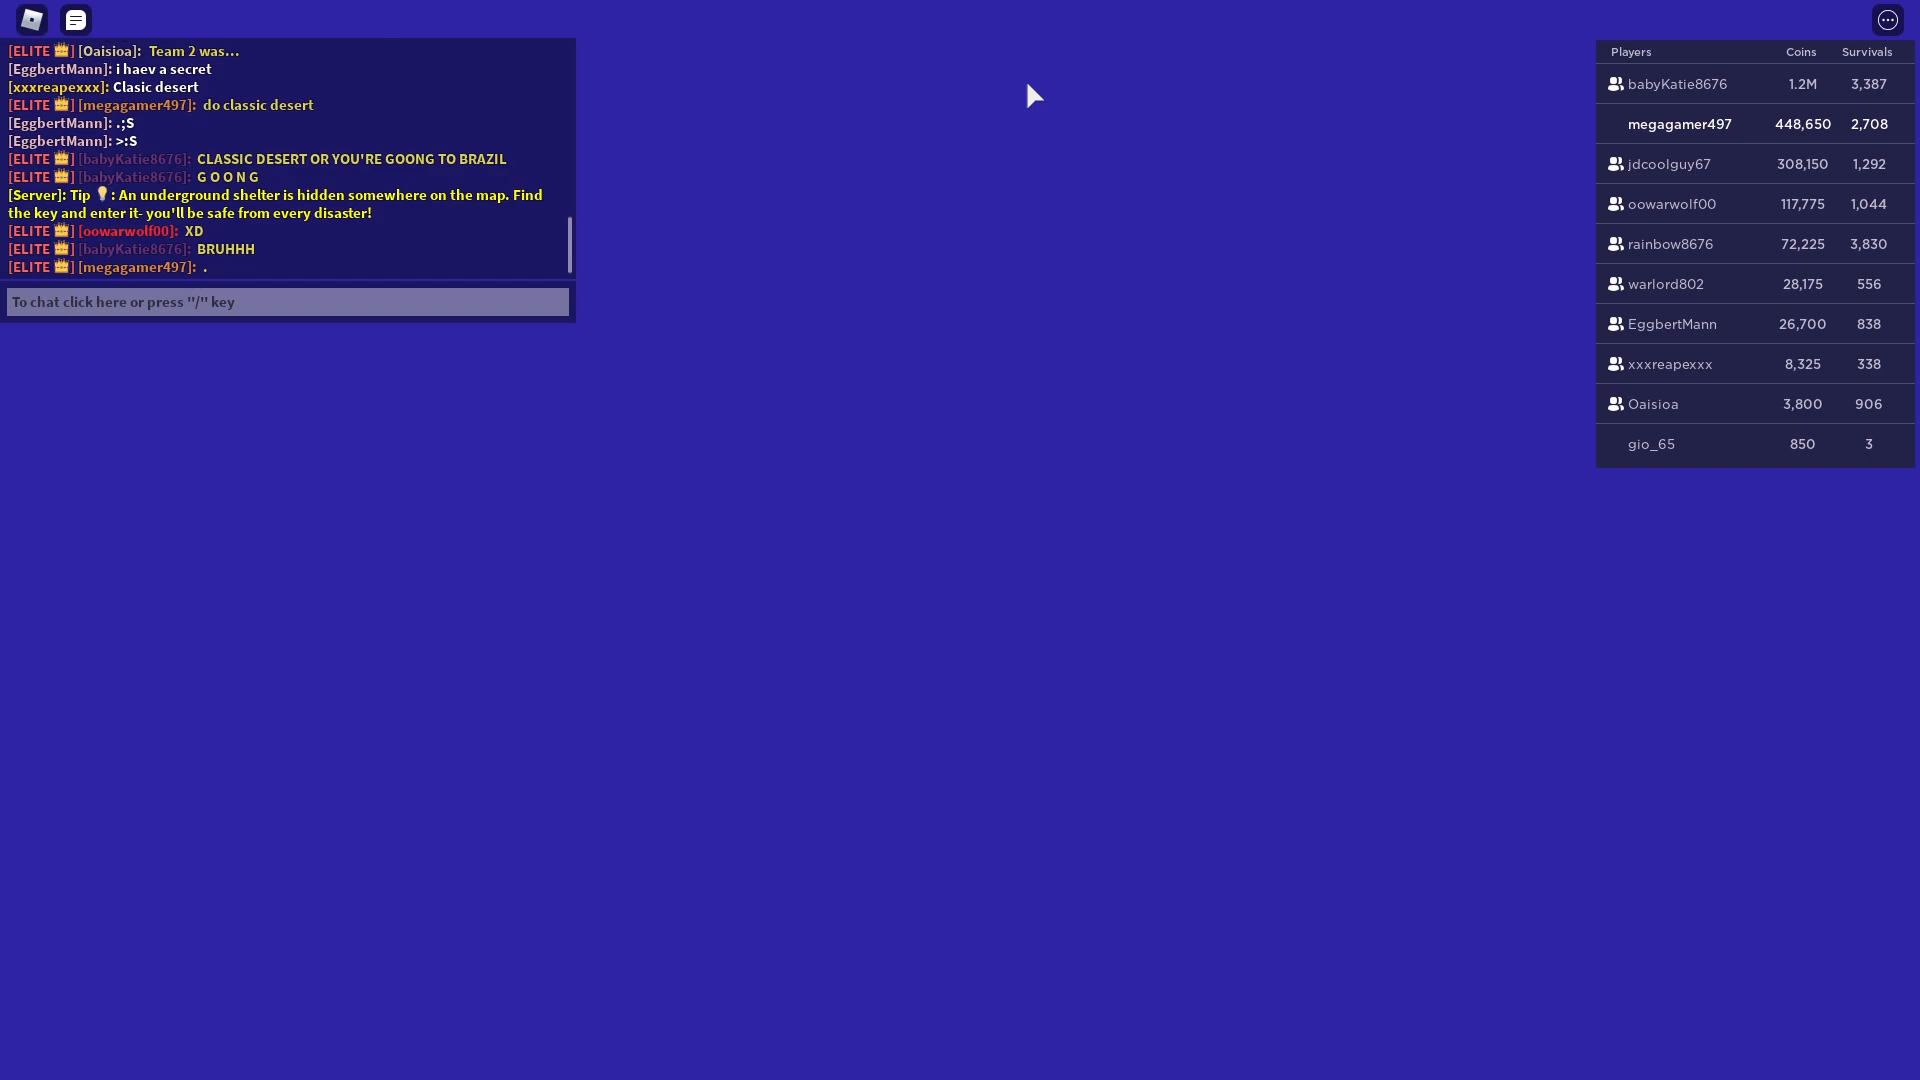 [ELITE 👑] [Oaisioa]: Team 2 was...
[EggbertMann]: i haev a secret
[xxxreapexxx]: Clasic desert
[ELITE 👑] [megagamer497]: do classic desert
[EggbertMann]: .;S
[EggbertMann]: >:S
[ELITE 👑] [babyKatie8676]: CLASSIC DESERT OR YOU'RE GOONG TO BRAZIL
[ELITE 👑] [babyKatie8676]: G O O N G
[Server]: Tip 💡: An underground shelter is hidden somewhere on the map. Find
the key and enter it- you'll be safe from every disaster!
[ELITE 👑] [oowarwolf00]: XD
[ELITE 👑] [babyKatie8676]: BRUHHH
[ELITE 👑] [megagamer497]: .
To chat click here or press "/" key
Players Coins Survivals
babyKatie8676 1.2M 3,387
megagamer497 448,650 2,708
jdcoolguy67 308,150 1,292
oowarwolf00 117,775 1,044
rainbow8676 72,225 3,830
warlord802 28,175 556
EggbertMann 26,700 838
xxxreapexxx 8,325 338
Oaisioa 3,800 906
gio_65 850 3